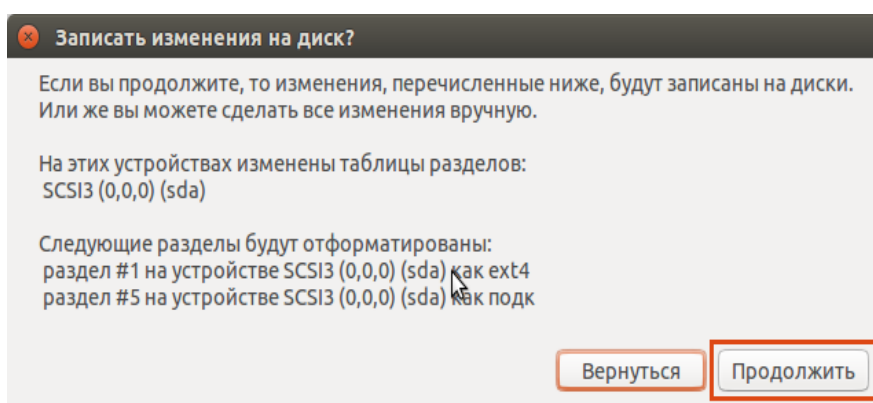 Записать изменения на диск?
Если вы продолжите, то изменения, перечисленные ниже, будут записаны на диски.
Или же вы можете сделать все изменения вручную.
На этих устройствах изменены таблицы разделов:
SCSI3 (0,0,0) (sda)
Следующие разделы будут отформатированы:
раздел #1 на устройстве SCSI3 (0,0,0) (sda) как ext4
раздел #5 на устройстве SCSI3 (0,0,0) (sda) как подк
Вернуться Продолжить